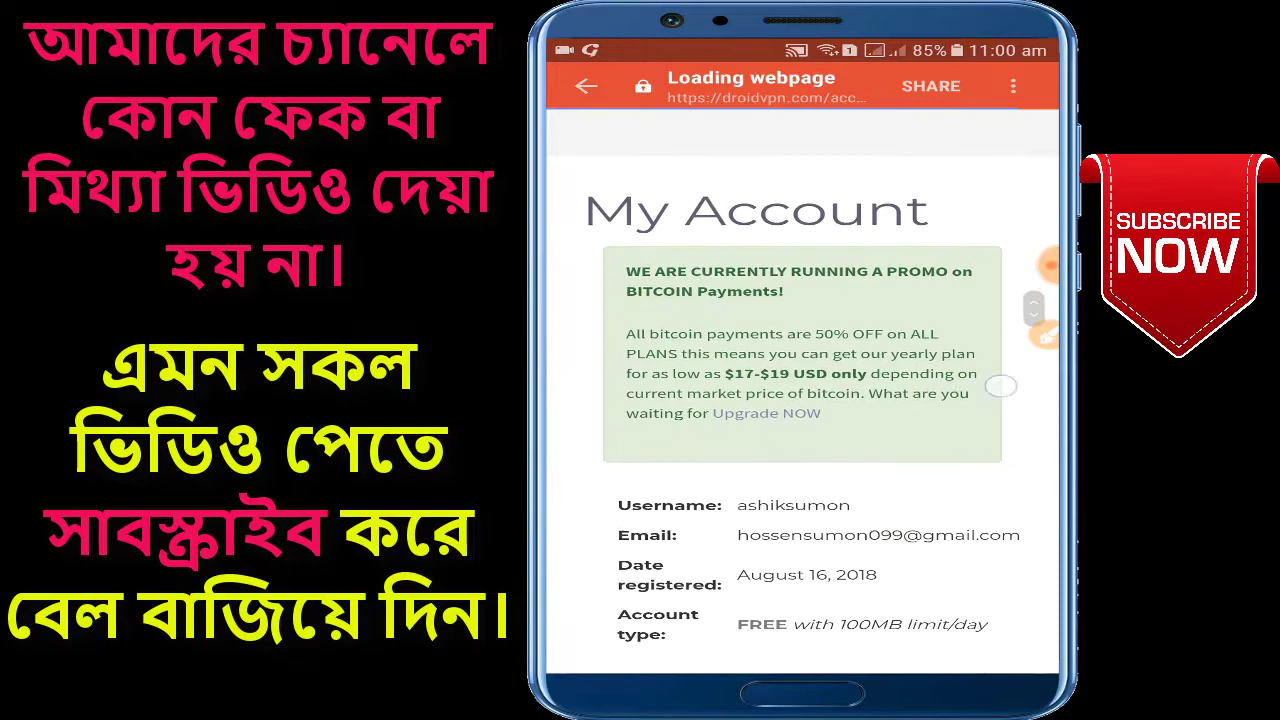 আমাদের চ্যানেলে
কোন ফেক বা
মিথ্যা ভিডিও দেয়া
হয় না।
এমন সকল
ভিডিও পেতে
সাবস্ক্রাইব করে
বেল বাজিয়ে দিন।
85% 11:00 am
Loading webpage
https://droidvpn.com/acc...
SHARE
My Account
WE ARE CURRENTLY RUNNING A PROMO on
BITCOIN Payments!
All bitcoin payments are 50% OFF on ALL
PLANS this means you can get our yearly plan
for as low as $17-$19 USD only depending on
current market price of bitcoin. What are you
waiting for Upgrade NOW
Username: ashiksumon
Email: hossensumon099@gmail.com
Date
registered: August 16, 2018
Account
type: FREE with 100MB limit/day
SUBSCRIBE
NOW